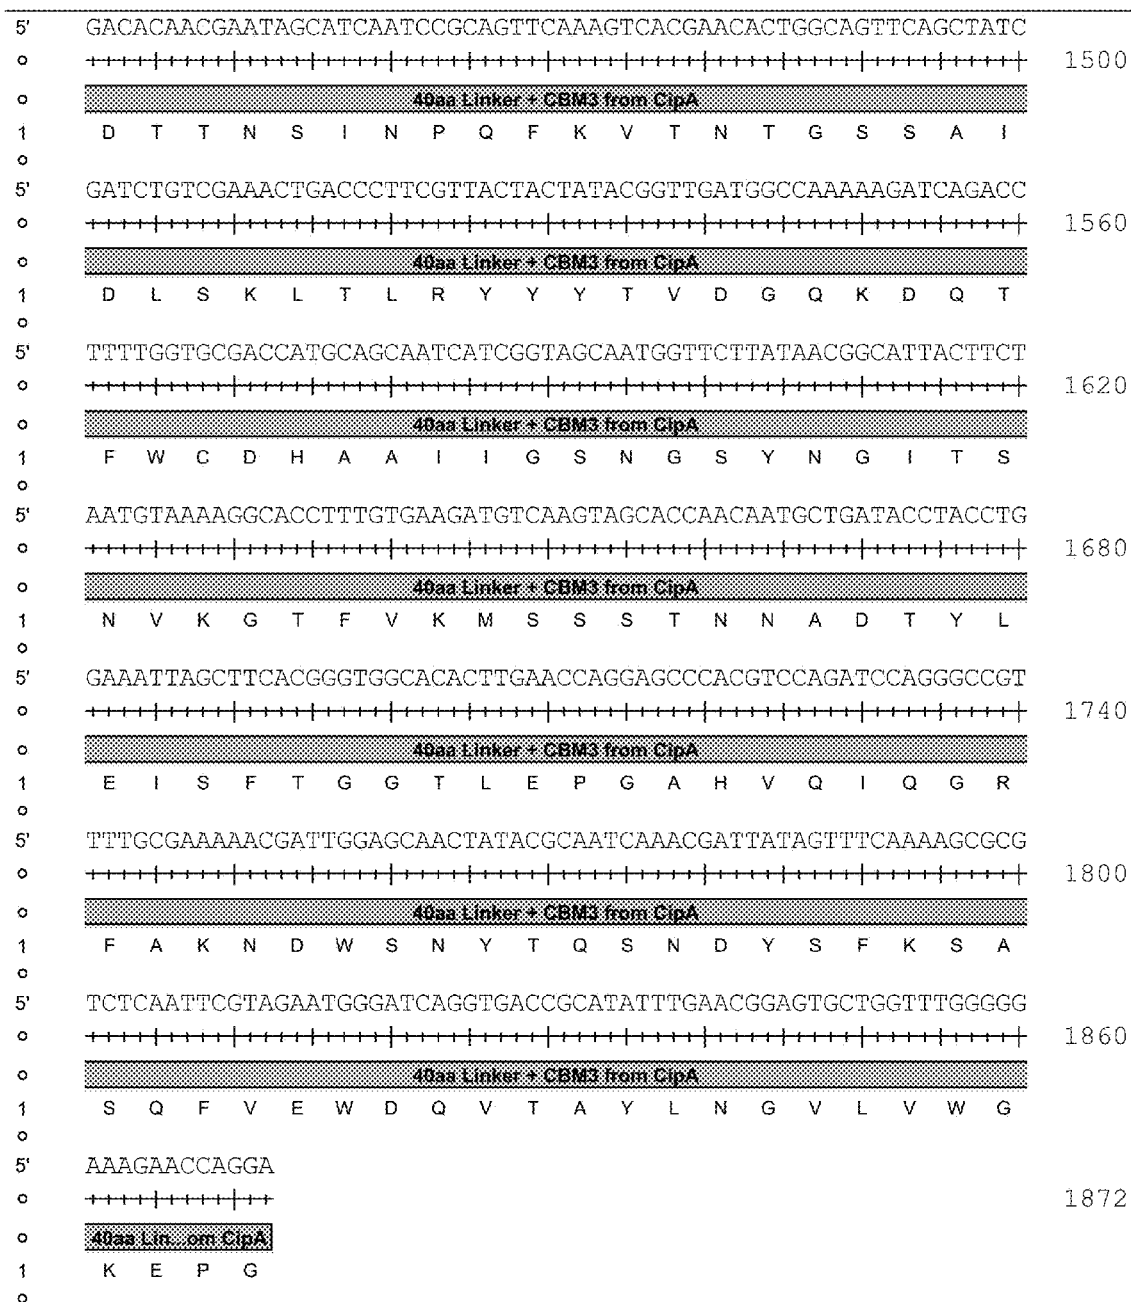 5' GACACAACGAATAGCATCAATCCGCAGTTCAAAGTCACGAACACTGGCAGTTCAGCTATC
o 1500
o 40aa Linker + CBM3 from CipA
1 D T T N S I N P Q F K V T N T G S S A I
o
5' GATCTGTCGAAACTGACCCTTCGTTACTACTATACGGTTGATGGCCAAAAAGATCAGACC
o 1560
o 40aa Linker + CBM3 from CipA
1 D L S K L T L R Y Y Y T V D G Q K D Q T
o
5' TTTTGGTGCGACCATGCAGCAATCATCGGTAGCAATGGTTCTTATAACGGCATTACTTCT
o 1620
o 40aa Linker + CBM3 from CipA
1 F W C D H A A I I G S N G S Y N G I T S
o
5' AATGTAAAAGGCACCTTTGTGAAGATGTCAAGTAGCACCAACAATGCTGATACCTACCTG
o 1680
o 40aa Linker + CBM3 from CipA
1 N V K G T F V K M S S S T N N A D T Y L
o
5' GAAATTAGCTTCACGGGTGGCACACTTGAACCAGGAGCCCACGTCCAGATCCAGGGCCGT
o 1740
o 40aa Linker + CBM3 from CipA
1 E I S F T G G T L E P G A H V Q I Q G R
o
5' TTTGCGAAAAACGATTGGAGCAACTATACGCAATCAAACGATTATAGTTTCAAAAGCGCG
o 1800
o 40aa Linker + CBM3 from CipA
1 F A K N D W S N Y T Q S N D Y S F K S A
o
5' TCTCAATTCGTAGAATGGGATCAGGTGACCGCATATTTGAACGGAGTGCTGGTTTGGGGG
o 1860
o 40aa Linker + CBM3 from CipA
1 S Q F V E W D Q V T A Y L N G V L V W G
o
5' AAAGAACCAGGA
o 1872
o 40aa Lin...om CipA
1 K E P G
o